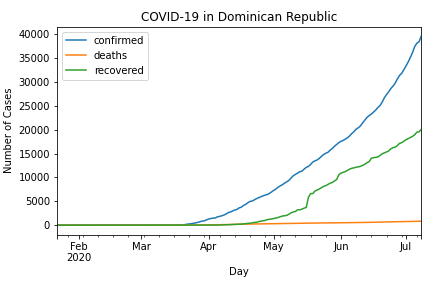 COVID-19 in Dominican Republic
confirmed
deaths
recovered
40000
35000
30000
25000
20000
15000
10000
5000
0
Number of Cases
Feb Mar Apr May Jun Jul
2020
Day